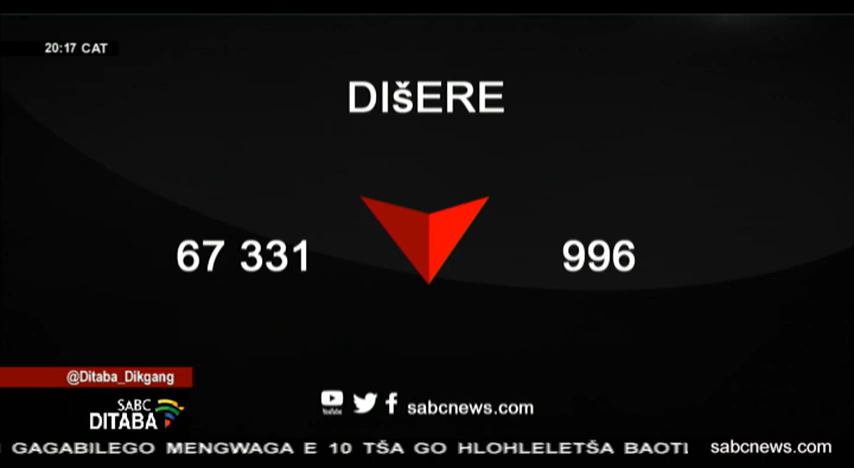 20:17 CAT
DIšERE
67 331
996
@Ditaba_Dikgang
SABC
DITABA
YouTube
sabcnews.com
GAGABILEGO MENGWAGA E 10 TŠA GO HLOHLELETŠA BAOTI
sabcnews.com